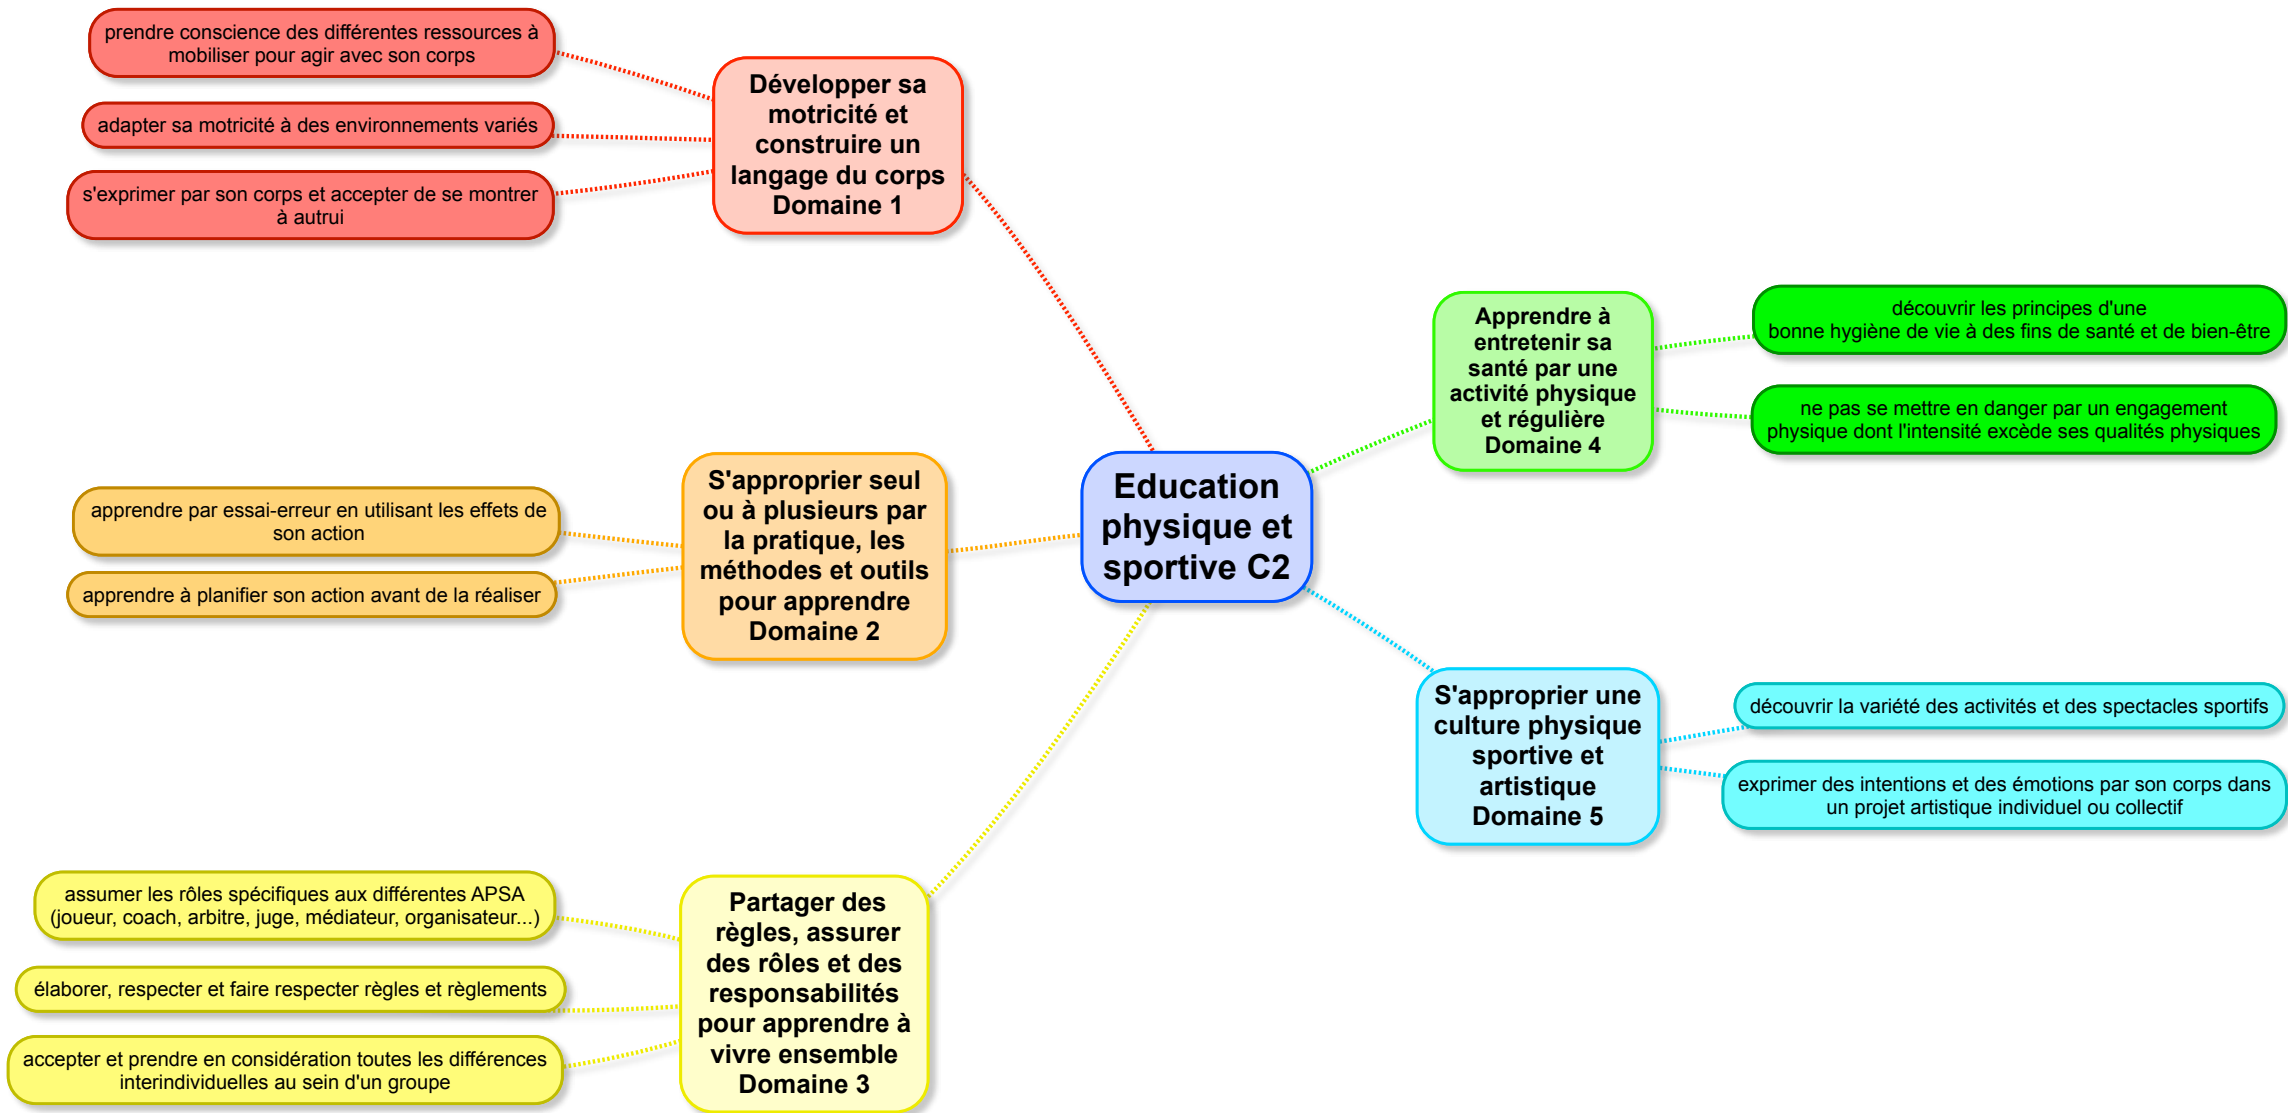 Education
physique et
sportive C2
Développer sa
motricité et
construire un
langage du corps
Domaine 1
prendre conscience des différentes ressources à
mobiliser pour agir avec son corps
adapter sa motricité à des environnements variés
s'exprimer par son corps et accepter de se montrer
à autrui
S'approprier seul
ou à plusieurs par
la pratique, les
méthodes et outils
pour apprendre
Domaine 2
apprendre par essai-erreur en utilisant les effets de
son action
apprendre à planifier son action avant de la réaliser
Partager des
règles, assurer
des rôles et des
responsabilités
pour apprendre à
vivre ensemble
Domaine 3
assumer les rôles spécifiques aux différentes APSA
(joueur, coach, arbitre, juge, médiateur, organisateur...)
élaborer, respecter et faire respecter règles et règlements
accepter et prendre en considération toutes les différences
interindividuelles au sein d'un groupe
Apprendre à
entretenir sa
santé par une
activité physique
et régulière
Domaine 4
découvrir les principes d'une
bonne hygiène de vie à des fins de santé et de bien-être
ne pas se mettre en danger par un engagement
physique dont l'intensité excède ses qualités physiques
S'approprier une
culture physique
sportive et
artistique
Domaine 5
découvrir la variété des activités et des spectacles sportifs
exprimer des intentions et des émotions par son corps dans
un projet artistique individuel ou collectif